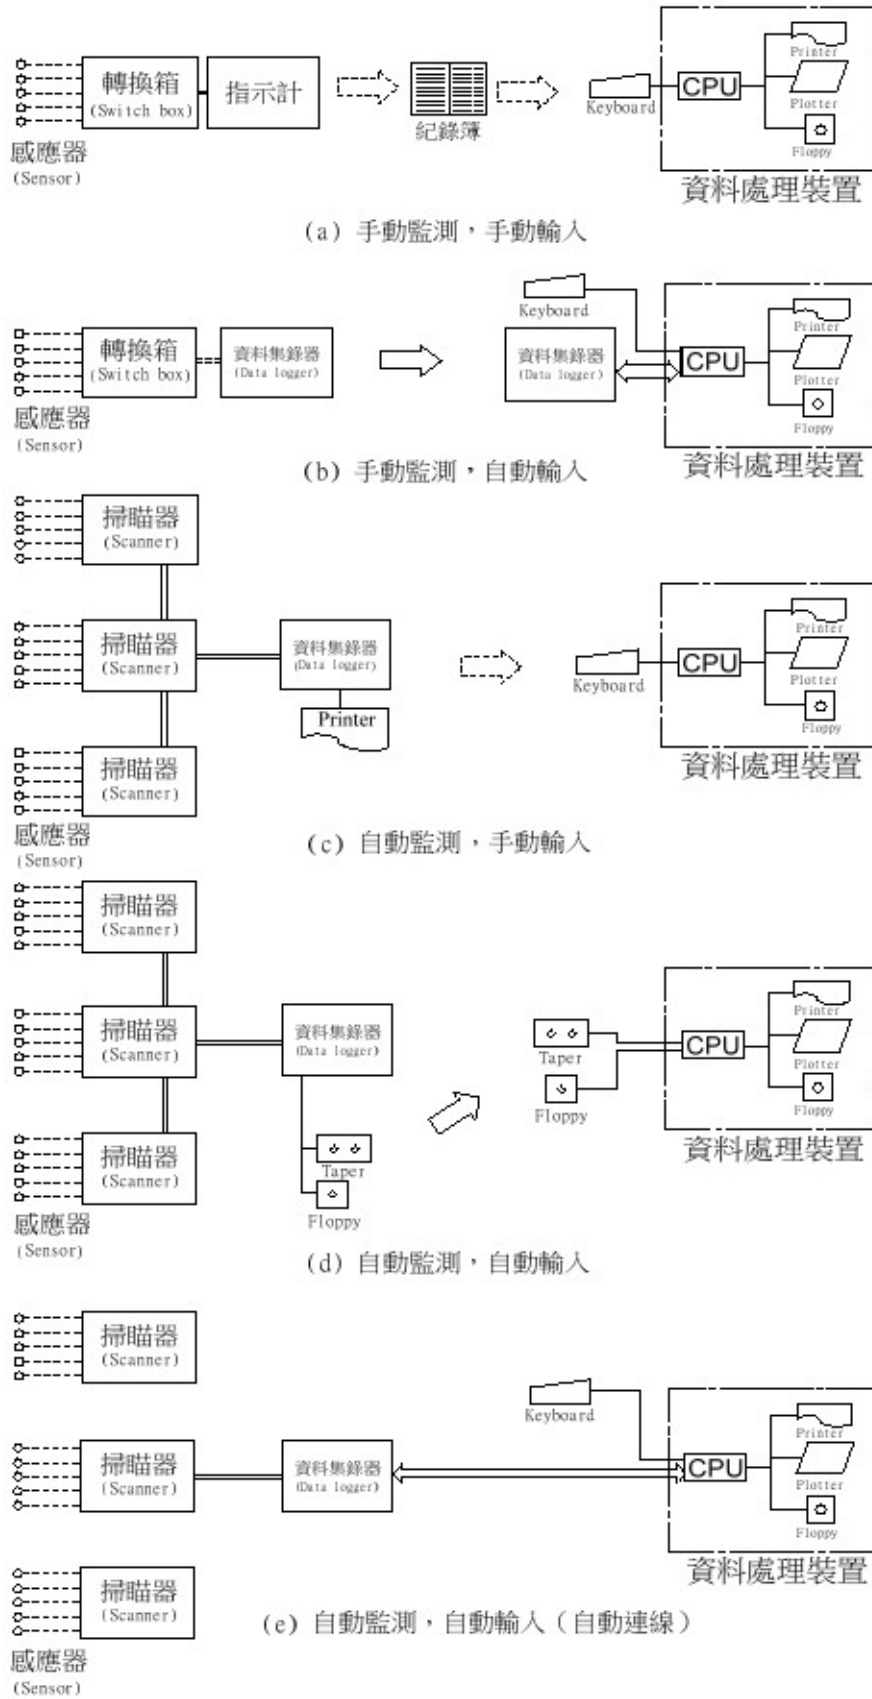 Printer
轉換箱
(Switch box)
指示計
Keyboard
CPU
Plotter
紀錄簿
Floppy
感應器
(Sensor)
資料處理裝置
(a) 手動監測，手動輸入
Keyboard
Printer
轉換箱
(Switch box)
資料集錄器
(Data logger)
資料集錄器
(Data logger)
CPU
Plotter
Floppy
感應器
(Sensor)
資料處理裝置
(b) 手動監測，自動輸入
掃瞄器
(Scanner)
掃瞄器
(Scanner)
資料集錄器
(Data logger)
Printer
Keyboard
CPU
Printer
Plotter
Floppy
掃瞄器
(Scanner)
資料處理裝置
感應器
(Sensor)
(c) 自動監測，手動輸入
掃瞄器
(Scanner)
掃瞄器
(Scanner)
資料集錄器
(Data logger)
Taper
Floppy
Taper
Floppy
CPU
Printer
Plotter
Floppy
掃瞄器
(Scanner)
資料處理裝置
感應器
(Sensor)
(d) 自動監測，自動輸入
掃瞄器
(Scanner)
Keyboard
掃瞄器
(Scanner)
資料集錄器
(Data logger)
CPU
Printer
Plotter
Floppy
資料處理裝置
掃瞄器
(Scanner)
(e) 自動監測，自動輸入（自動連線）
感應器
(Sensor)